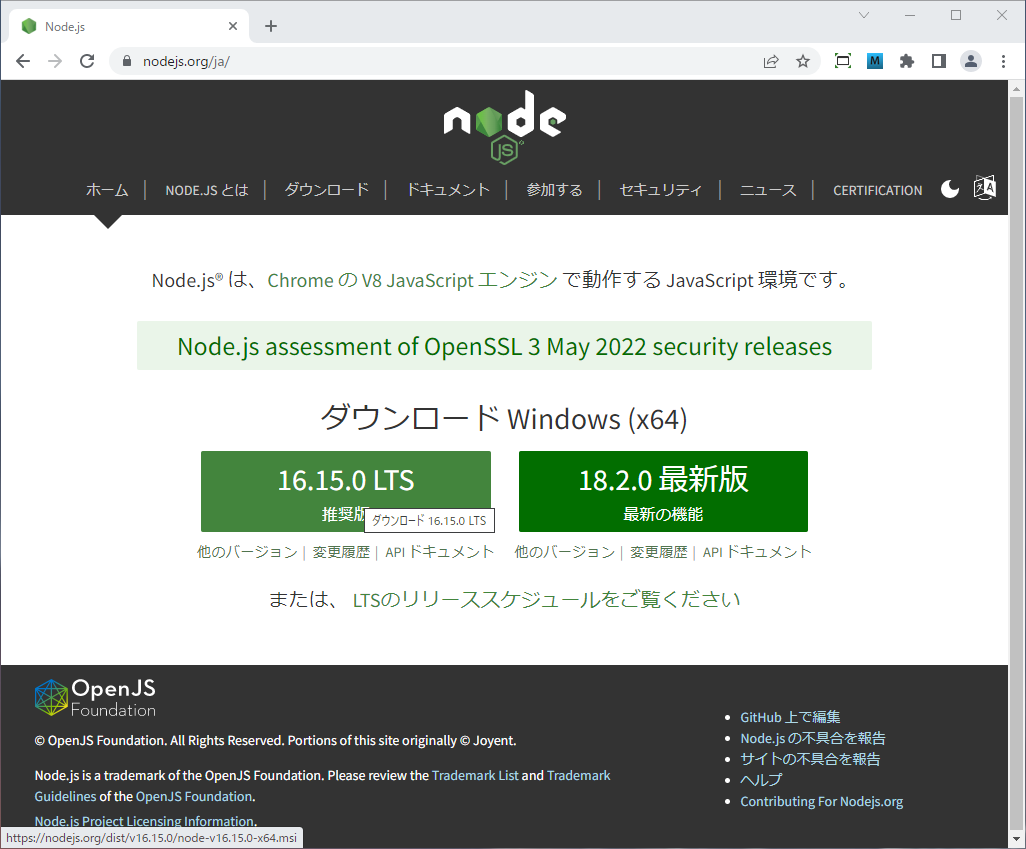 Node.js
nodejs.org/ja/
M
node
JS
ホーム | NODE.JS とは | ダウンロード | ドキュメント | 参加する | セキュリティ | ニュース | CERTIFICATION
Node.js® は、Chrome の V8 JavaScript エンジン で動作する JavaScript 環境です。
Node.js assessment of OpenSSL 3 May 2022 security releases
ダウンロード Windows (x64)
16.15.0 LTS
推奨版
ダウンロード 16.15.0 LTS
18.2.0 最新版
最新の機能
他のバージョン | 変更履歴 | API ドキュメント
他のバージョン | 変更履歴 | API ドキュメント
または、 LTSのリリーススケジュールをご覧ください
OpenJS
Foundation
© OpenJS Foundation. All Rights Reserved. Portions of this site originally © Joyent.
Node.js is a trademark of the OpenJS Foundation. Please review the Trademark List and Trademark
Guidelines of the OpenJS Foundation.
Node.js Project Licensing Information.
GitHub 上で編集
Node.js の不具合を報告
サイトの不具合を報告
ヘルプ
Contributing For Nodejs.org
https://nodejs.org/dist/v16.15.0/node-v16.15.0-x64.msi